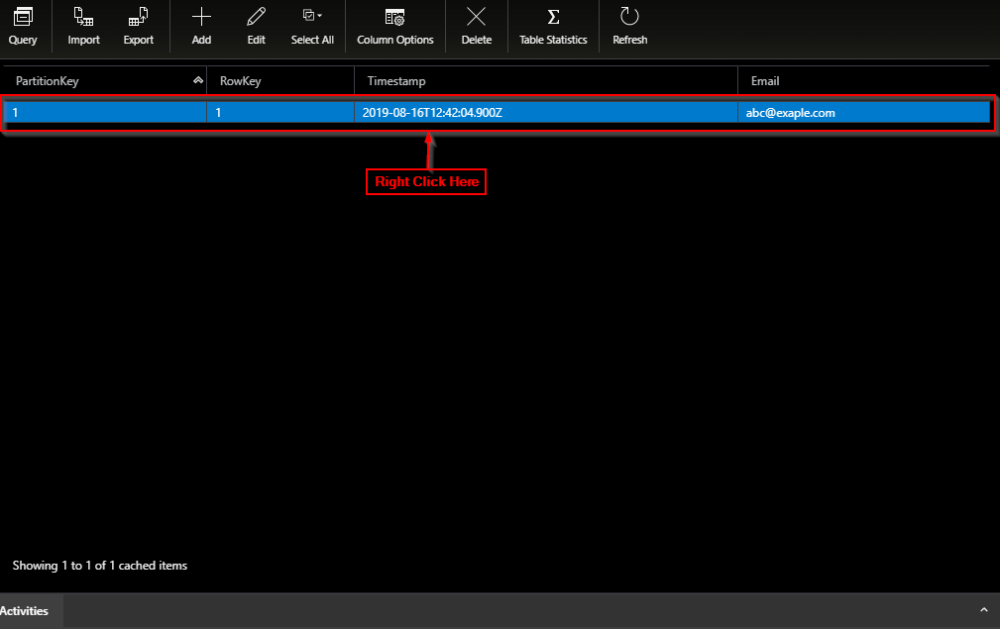 Query Import Export Add Edit Select All Column Options Delete Table Statistics Refresh
PartitionKey RowKey Timestamp Email
1 1 2019-08-16T12:42:04.900Z abc@exaple.com
Right Click Here
Showing 1 to 1 of 1 cached items
Activities